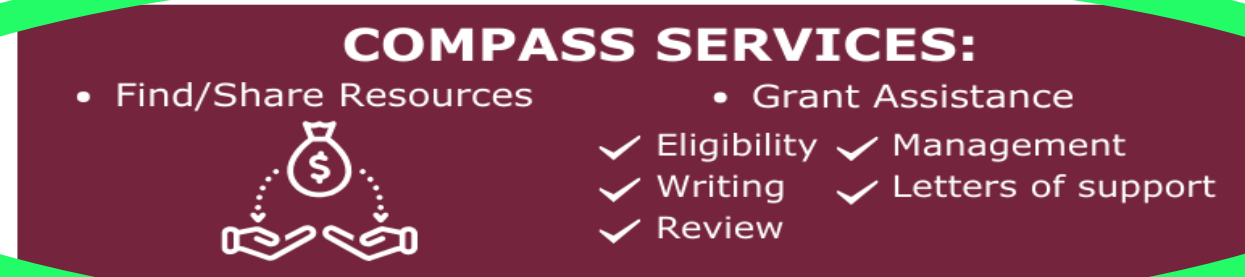 COMPASS SERVICES:
• Find/Share Resources
$
• Grant Assistance
✓ Eligibility
✓ Writing
✓ Review
✓ Management
✓ Letters of support